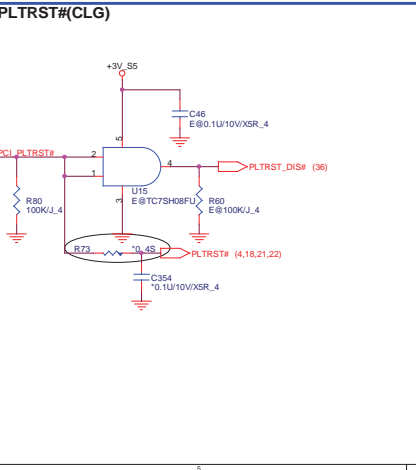 PLTRST#(CLG)
+3V_S5
C46
E@0.1U/10V/X5R_4
PCI_PLTRST#
5
2
1
4
3
PLTRST_DIS# (36)
U15
E@TC7SH08FU
R80
100K/J_4
R60
E@100K/J_4
R73
*0_4S
PLTRST# (4,18,21,22)
C354
*0.1U/10V/X5R_4
5